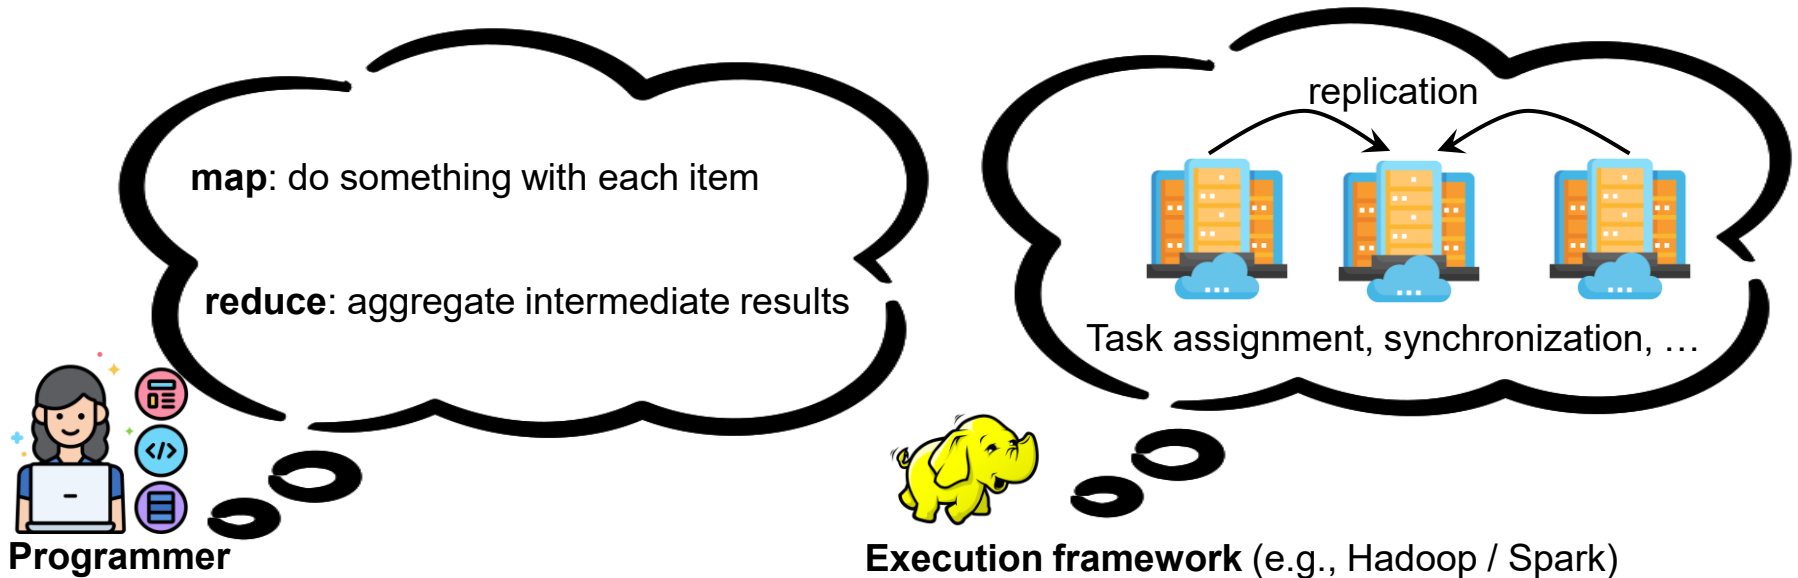 map: do something with each item
reduce: aggregate intermediate results
Programmer
replication
Task assignment, synchronization, …
Execution framework (e.g., Hadoop / Spark)